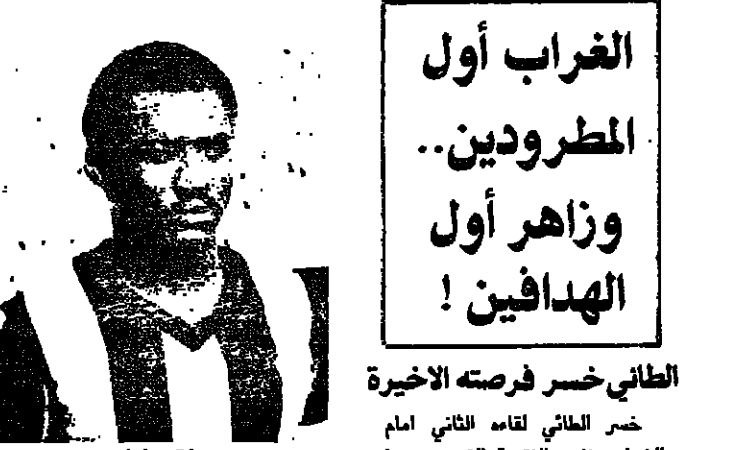 الغراب أول
المطرودين..
وزاهر أول
الهدافين !
الطائي خسر فرصته الاخيرة
خسر الطائي لقاءه الثاني امام